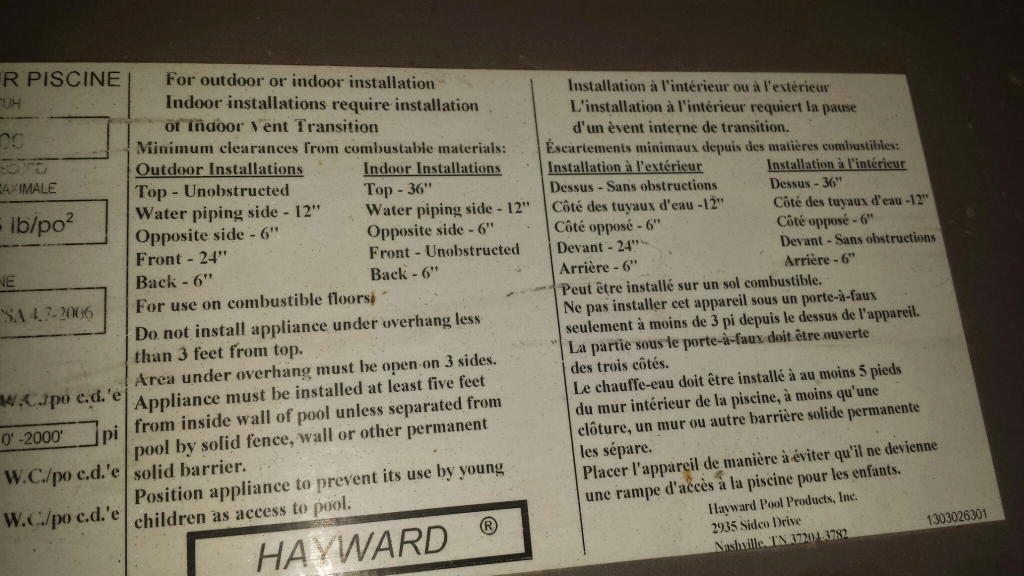 R PISCINE
TUH
MAXIMALE
lb/po²
NE
SA 4.7-2006
W.C./po c.d.'e
0' -2000' pi
W.C./po c.d.'e
W.C./po c.d.'e
For outdoor or indoor installation
Indoor installations require installation
of Indoor Vent Transition
Minimum clearances from combustable materials:
Outdoor Installations Indoor Installations
Top - Unobstructed Top - 36"
Water piping side - 12" Water piping side - 12"
Opposite side - 6" Opposite side - 6"
Front - 24" Front - Unobstructed
Back - 6" Back - 6"
For use on combustible floors
Do not install appliance under overhang less
than 3 feet from top.
Area under overhang must be open on 3 sides.
Appliance must be installed at least five feet
from inside wall of pool unless separated from
pool by solid fence, wall or other permanent
solid barrier.
Position appliance to prevent its use by young
children as access to pool.
HAYWARD ®
Installation à l'intérieur ou à l'extérieur
L'installation à l'intérieur requiert la pause
d'un èvent interne de transition.
Éscartements minimaux depuis des matières combustibles:
Installation à l'extérieur Installation à l'intérieur
Dessus - Sans obstructions Dessus - 36"
Côté des tuyaux d'eau -12" Côté des tuyaux d'eau -12"
Côté opposé - 6" Côté opposé - 6"
Devant - 24" Devant - Sans obstructions
Arrière - 6" Arrière - 6"
Peut être installé sur un sol combustible.
Ne pas installer cet appareil sous un porte-à-faux
seulement à moins de 3 pi depuis le dessus de l'appareil.
La partie sous le porte-à-faux doit être ouverte
des trois côtés.
Le chauffe-eau doit être installé à au moins 5 pieds
du mur intérieur de la piscine, à moins qu'une
clôture, un mur ou autre barrière solide permanente
les sépare.
Placer l'appareil de manière à éviter qu'il ne devienne
une rampe d'accès à la piscine pour les enfants.
Hayward Pool Products, Inc.
2935 Sidco Drive
Nashville, TN 37204-3782
1303026301